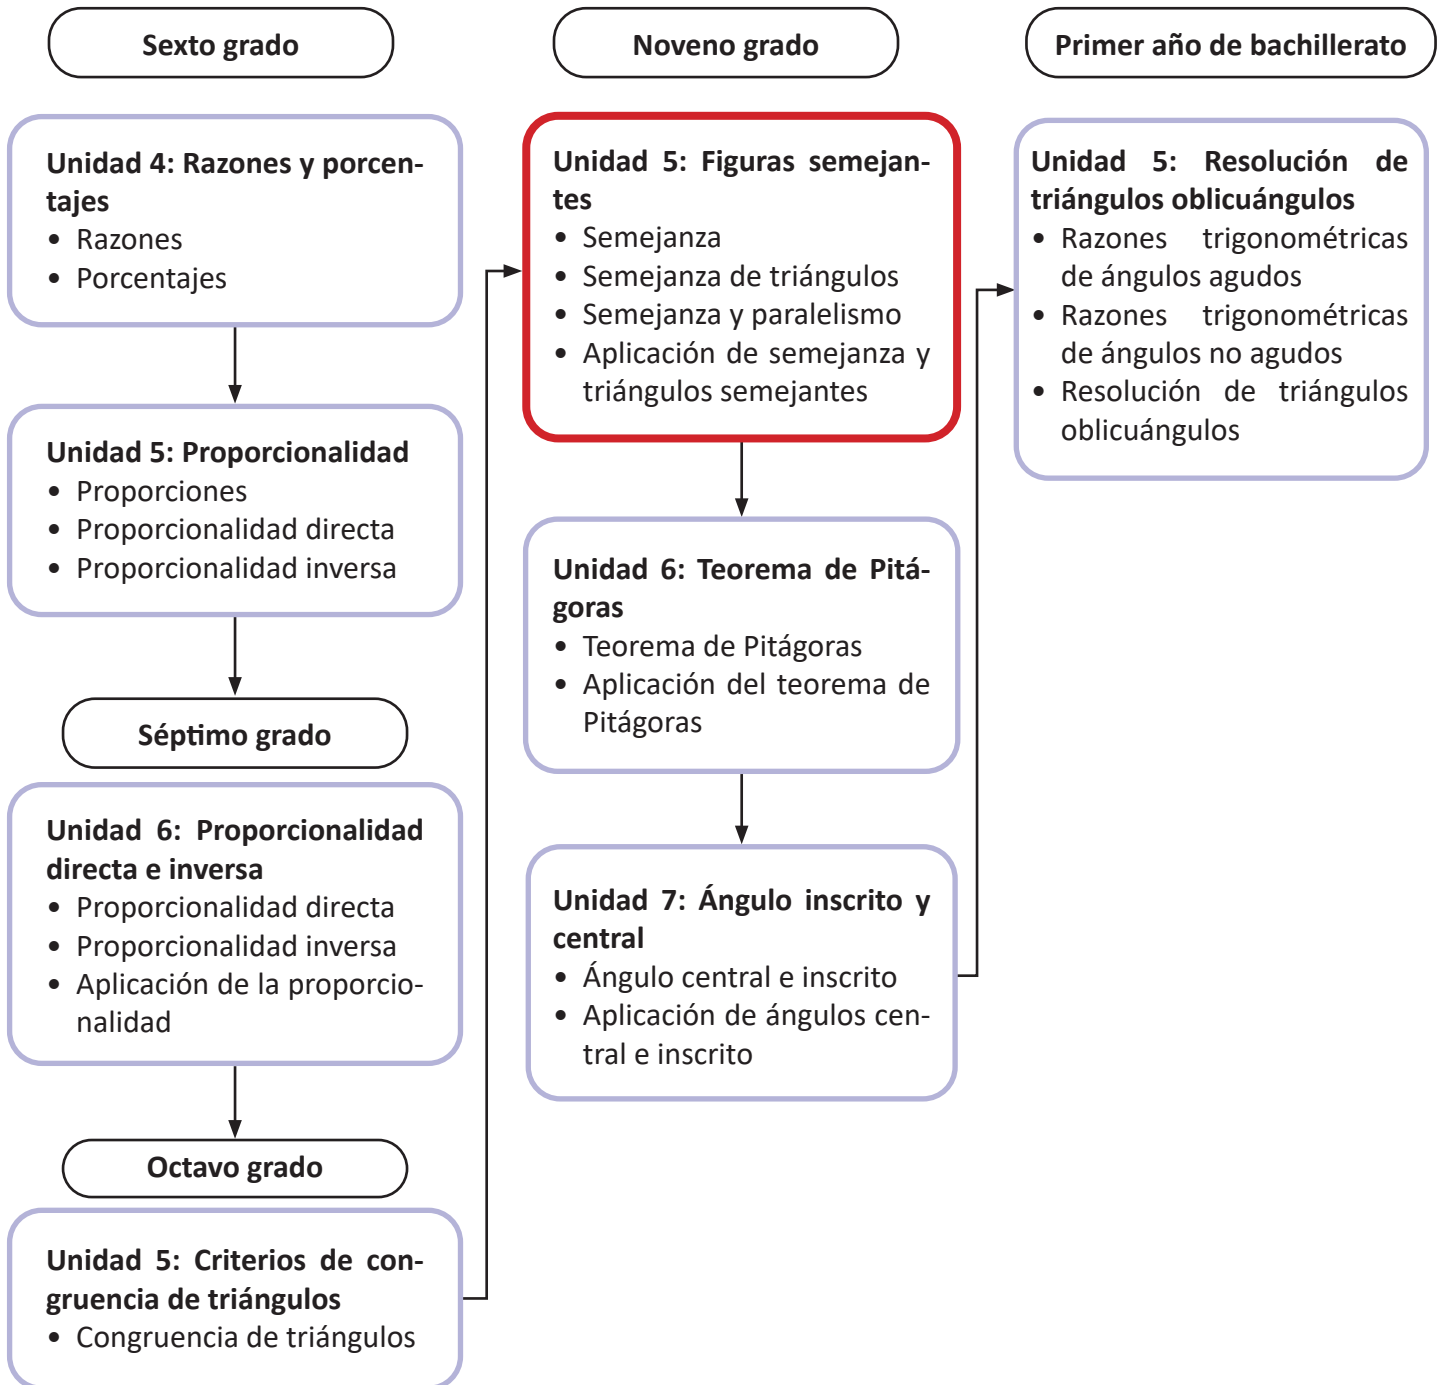 Sexto grado
Unidad 4: Razones y porcen-
tajes
• Razones
• Porcentajes
Unidad 5: Proporcionalidad
• Proporciones
• Proporcionalidad directa
• Proporcionalidad inversa
Séptimo grado
Unidad 6: Proporcionalidad
directa e inversa
• Proporcionalidad directa
• Proporcionalidad inversa
• Aplicación de la proporcio-
nalidad
Octavo grado
Unidad 5: Criterios de con-
gruencia de triángulos
• Congruencia de triángulos
Noveno grado
Unidad 5: Figuras semejan-
tes
• Semejanza
• Semejanza de triángulos
• Semejanza y paralelismo
• Aplicación de semejanza y
triángulos semejantes
Unidad 6: Teorema de Pitá-
goras
• Teorema de Pitágoras
• Aplicación del teorema de
Pitágoras
Unidad 7: Ángulo inscrito y
central
• Ángulo central e inscrito
• Aplicación de ángulos cen-
tral e inscrito
Primer año de bachillerato
Unidad 5: Resolución de
triángulos oblicuángulos
• Razones trigonométricas
de ángulos agudos
• Razones trigonométricas
de ángulos no agudos
• Resolución de triángulos
oblicuángulos